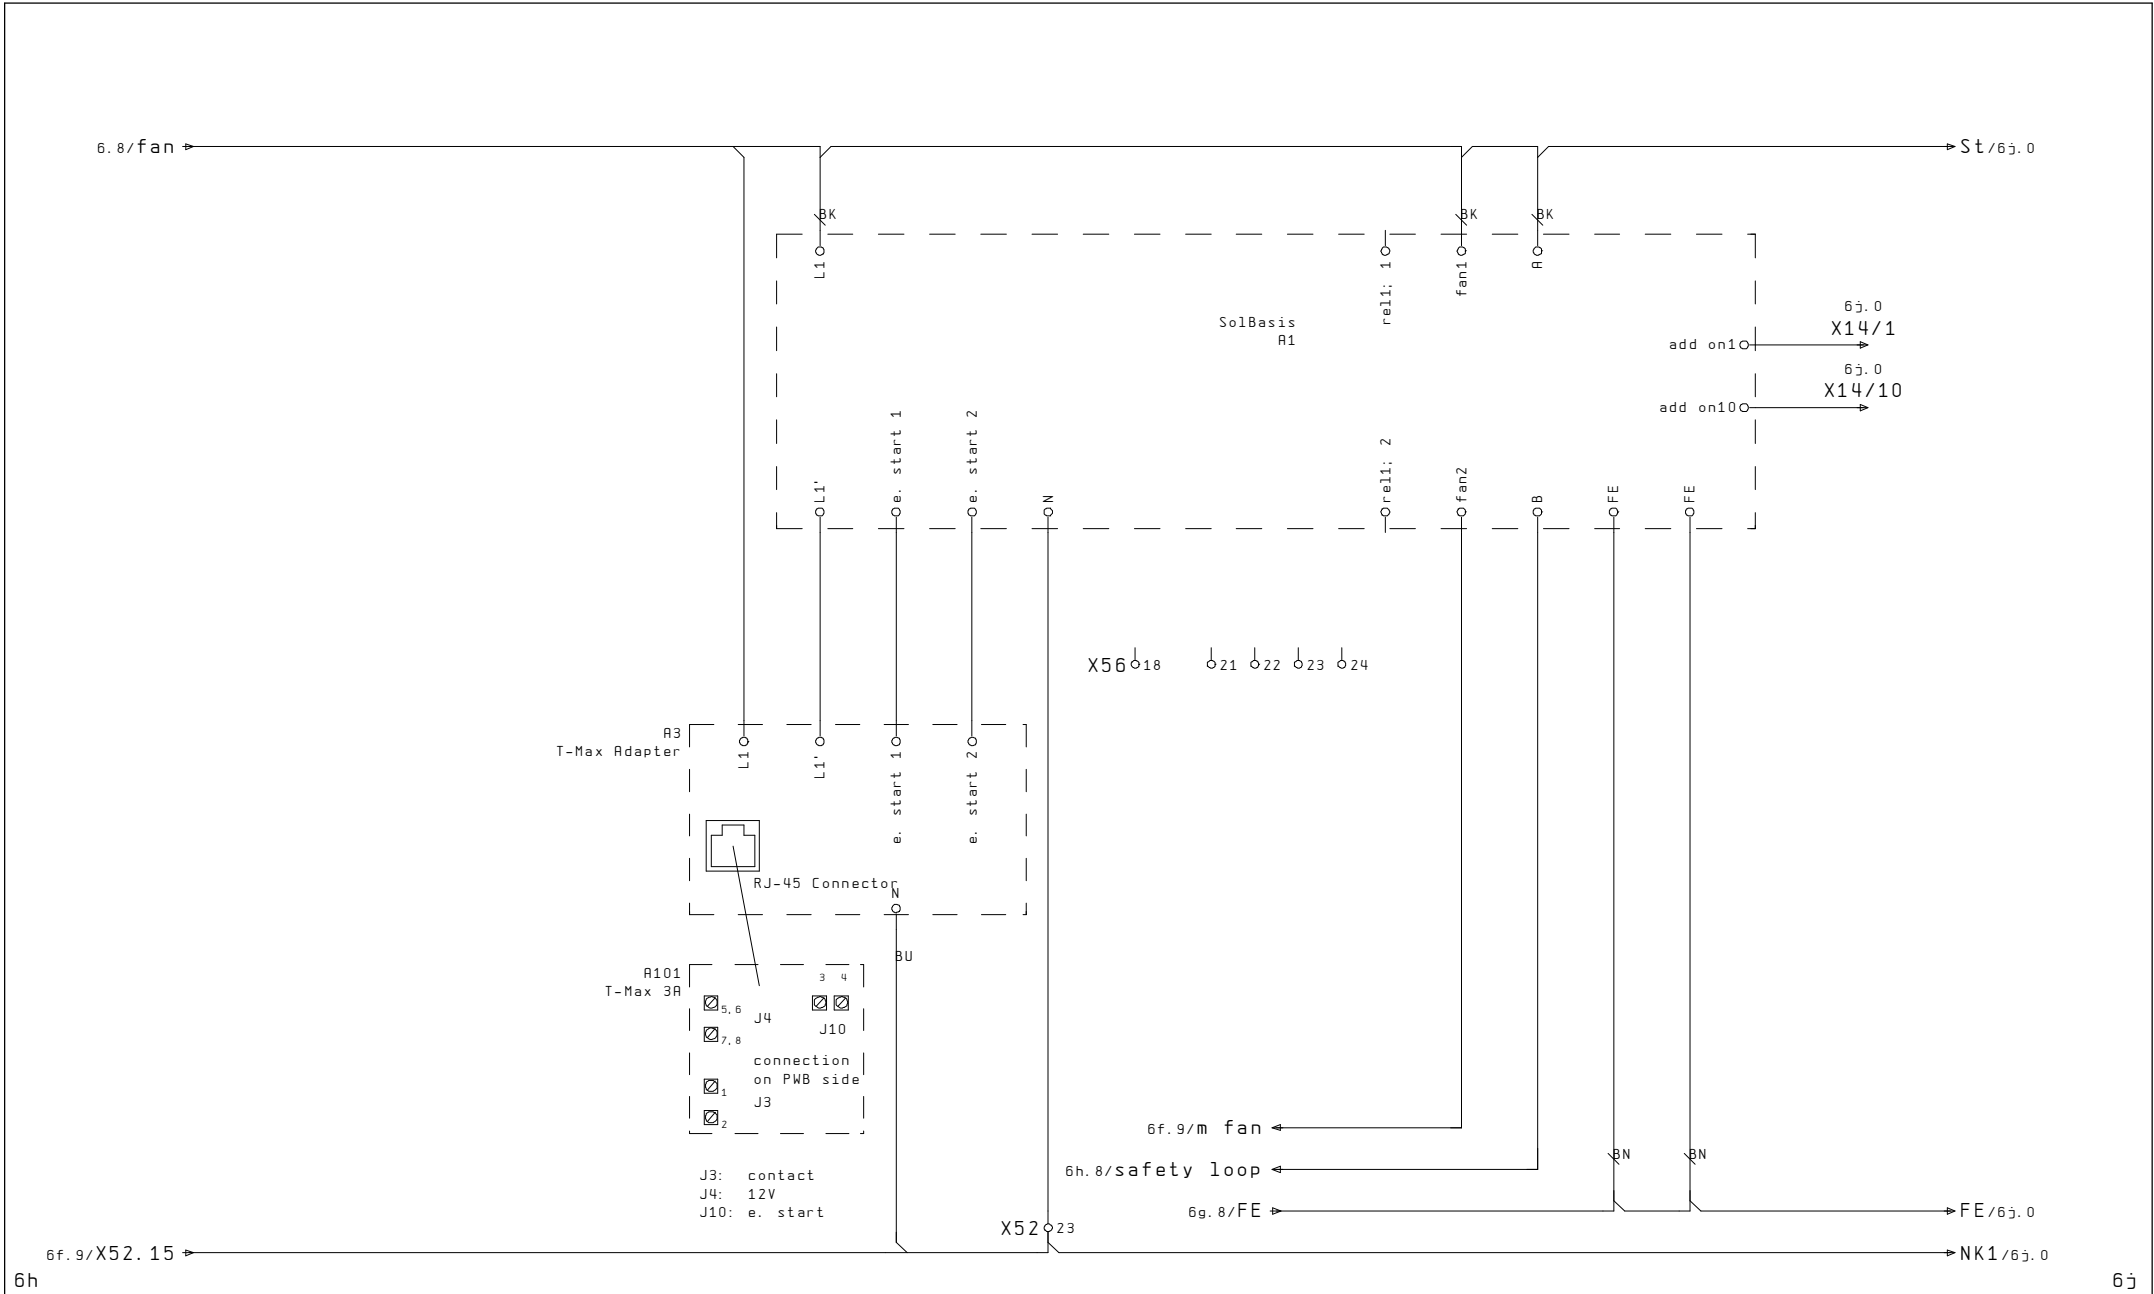 6.8/fan
St/6j.0
BK
BK
BK
L1
rel1; 1
fan1
A
SolBasis
A1
6j.0
X14/1
add on1
6j.0
X14/10
add on10
L1'
e. start 1
e. start 2
N
rel1; 2
fan2
B
FE
FE
X56
18
21
22
23
24
A3
T-Max Adapter
L1
L1'
e. start 1
e. start 2
RJ-45 Connector
N
BU
A101
T-Max 3A
3
4
5,6
J4
J10
7,8
connection
on PWB side
1
J3
2
6f.9/m fan
BN
BN
6h.8/safety loop
J3: contact
J4: 12V
J10: e. start
6g.8/FE
FE/6j.0
X52
23
6f.9/X52.15
NK1/6j.0
6h
6j